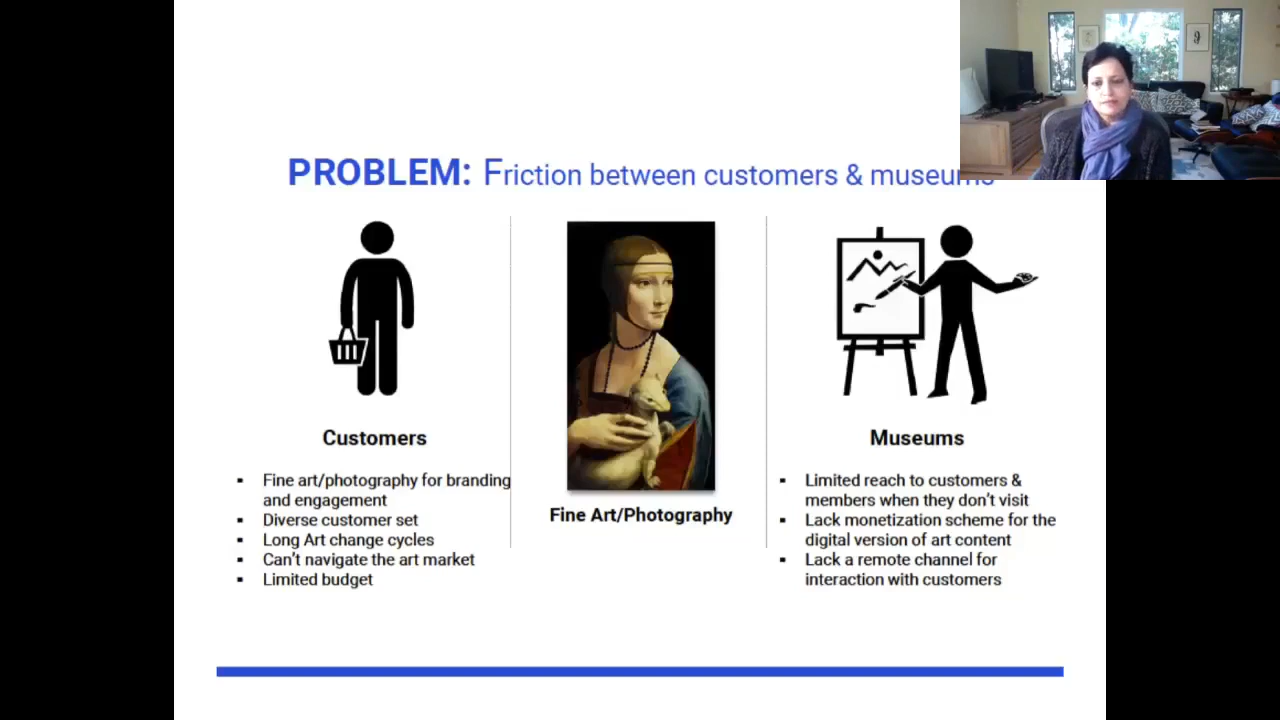 PROBLEM: Friction between customers & museums
Customers
▪ Fine art/photography for branding
and engagement
▪ Diverse customer set
▪ Long Art change cycles
▪ Can't navigate the art market
▪ Limited budget
Fine Art/Photography
Museums
▪ Limited reach to customers &
members when they don't visit
▪ Lack monetization scheme for the
digital version of art content
▪ Lack a remote channel for
interaction with customers